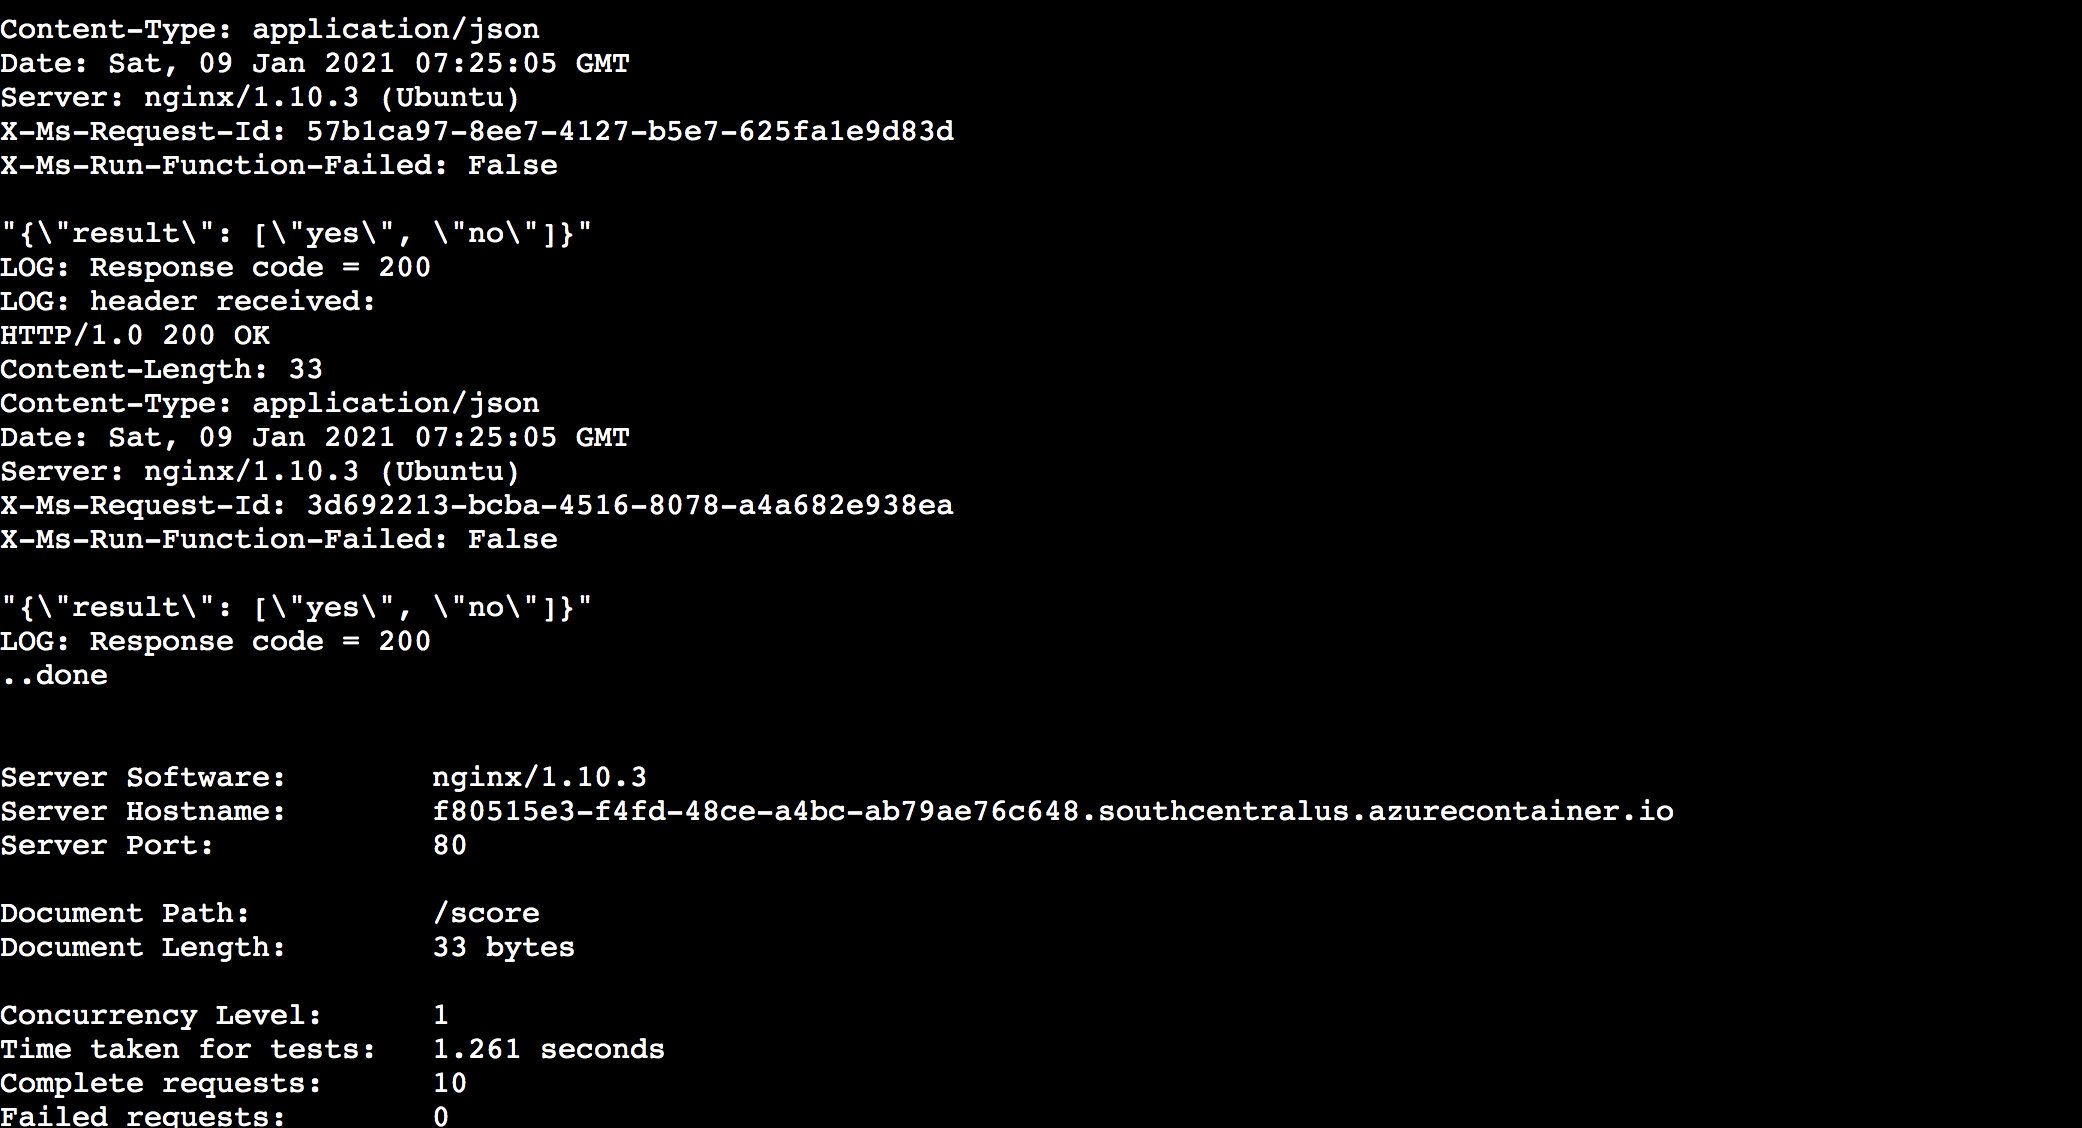 Content-Type: application/json
Date: Sat, 09 Jan 2021 07:25:05 GMT
Server: nginx/1.10.3 (Ubuntu)
X-Ms-Request-Id: 57b1ca97-8ee7-4127-b5e7-625fa1e9d83d
X-Ms-Run-Function-Failed: False

"{\"result\": [\"yes\", \"no\"]}"
LOG: Response code = 200
LOG: header received:
HTTP/1.0 200 OK
Content-Length: 33
Content-Type: application/json
Date: Sat, 09 Jan 2021 07:25:05 GMT
Server: nginx/1.10.3 (Ubuntu)
X-Ms-Request-Id: 3d692213-bcba-4516-8078-a4a682e938ea
X-Ms-Run-Function-Failed: False

"{\"result\": [\"yes\", \"no\"]}"
LOG: Response code = 200
..done

Server Software:        nginx/1.10.3
Server Hostname:        f80515e3-f4fd-48ce-a4bc-ab79ae76c648.southcentralus.azurecontainer.io
Server Port:            80

Document Path:          /score
Document Length:        33 bytes

Concurrency Level:      1
Time taken for tests:   1.261 seconds
Complete requests:      10
Failed requests:        0